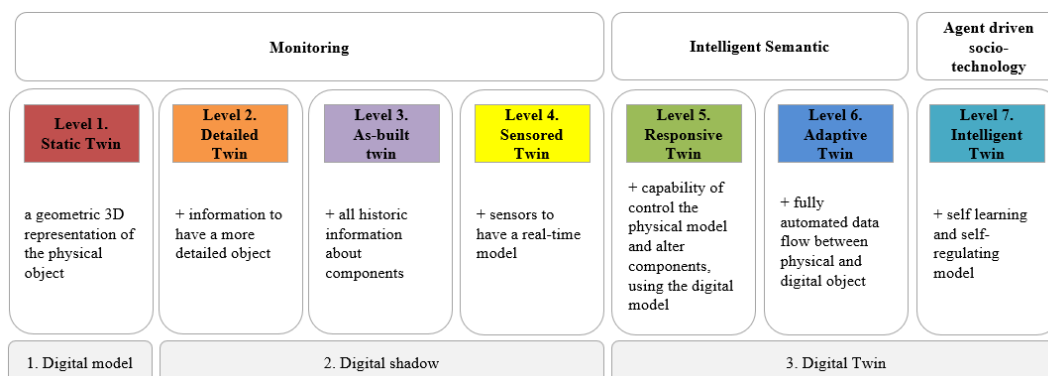 Monitoring
Intelligent Semantic
Agent driven
socio-
technology
Level 1.
Static Twin
a geometric 3D
representation of
the physical
object
Level 2.
Detailed
Twin
+ information to
have a more
detailed object
Level 3.
As-built
twin
+ all historic
information
about
components
Level 4.
Sensored
Twin
+ sensors to
have a real-time
model
Level 5.
Responsive
Twin
+ capability of
control the
physical model
and alter
components,
using the digital
model
Level 6.
Adaptive
Twin
+ fully
automated data
flow between
physical and
digital object
Level 7.
Intelligent
Twin
+ self learning
and self-
regulating
model
1. Digital model
2. Digital shadow
3. Digital Twin